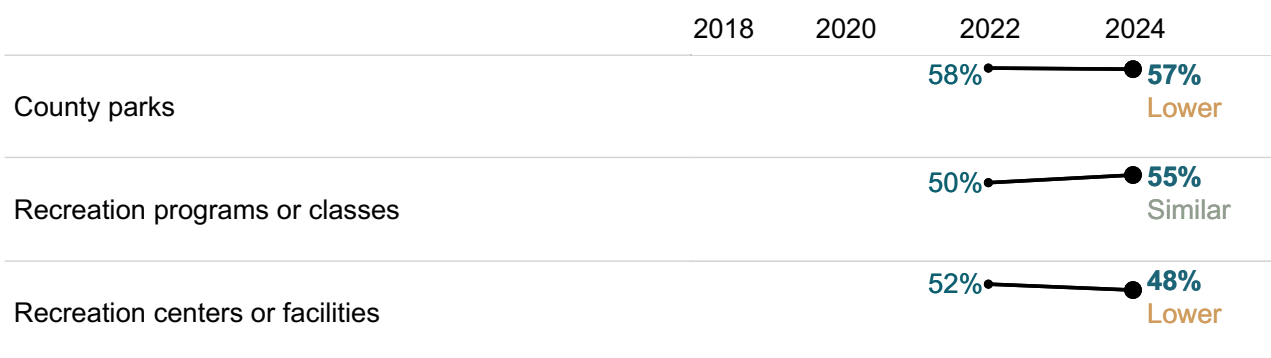 2018 2020 2022 2024
58% 57%
County parks Lower
50% 55%
Recreation programs or classes Similar
52% 48%
Recreation centers or facilities Lower